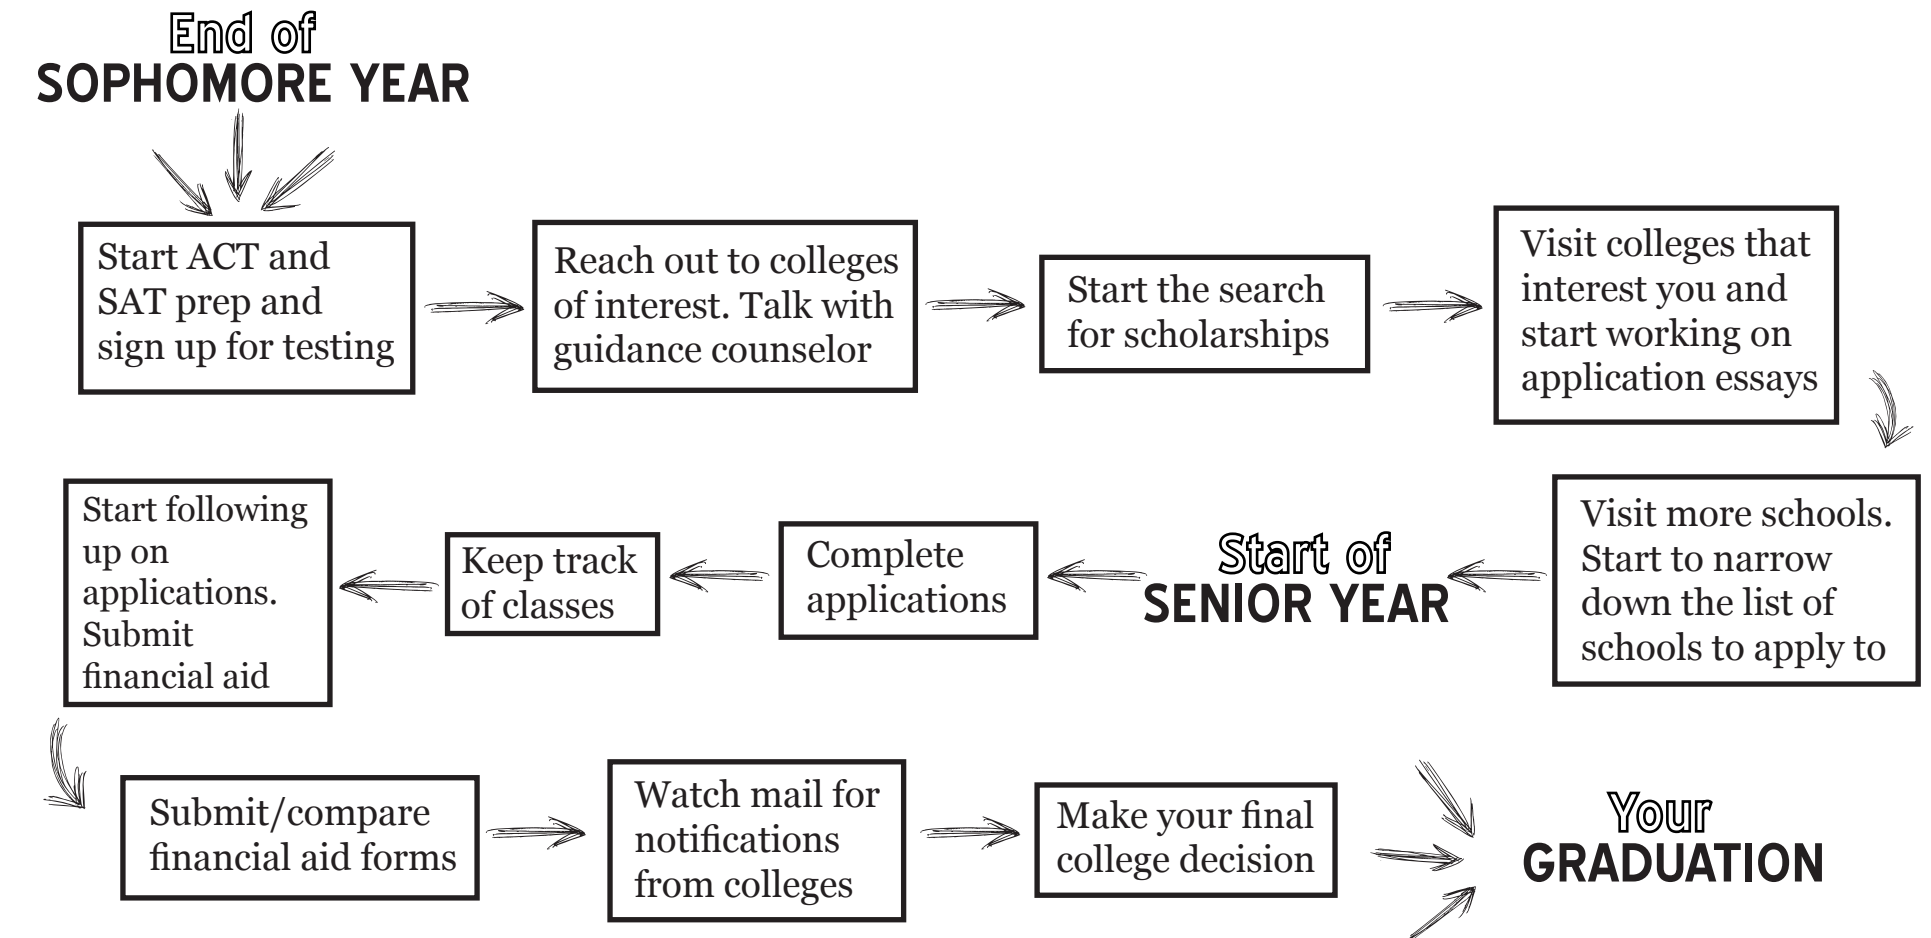 End of
SOPHOMORE YEAR
Start ACT and
SAT prep and
sign up for testing
Reach out to colleges
of interest. Talk with
guidance counselor
Start the search
for scholarships
Visit colleges that
interest you and
start working on
application essays
Visit more schools.
Start to narrow
down the list of
schools to apply to
Start of
SENIOR YEAR
Complete
applications
Keep track
of classes
Start following
up on
applications.
Submit
financial aid
Submit/compare
financial aid forms
Watch mail for
notifications
from colleges
Make your final
college decision
Your
GRADUATION